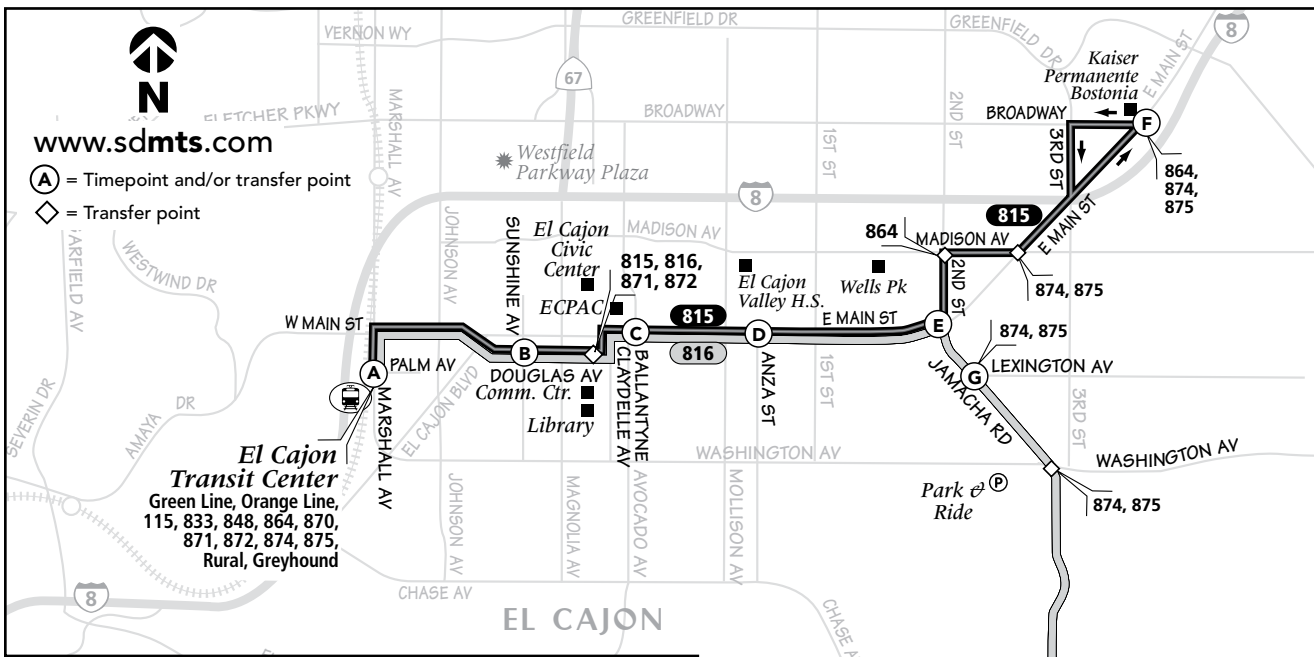 GREENFIELD DR
GREENFIELD DR
8
VERNON WY
N
67
Kaiser
Permanente
Bostonia
E MAIN ST
FLETCHER PKWY
MARSHALL AV
BROADWAY
2ND ST
BROADWAY
F
www.sdmts.com
A = Timepoint and/or transfer point
= Transfer point
Westfield
Parkway Plaza
1ST ST
3RD ST
864,
874,
875
8
815
E MAIN ST
JOHNSON AV
SUNSHINE AV
El Cajon
Civic
Center
MADISON AV
864
MADISON AV
815, 816,
871, 872
WESTWIND DR
ECPAC
El Cajon
Valley H.S.
Wells Pk
2ND ST
874, 875
815
E MAIN ST
W MAIN ST
A
PALM AV
B
C
D
E
816
DOUGLAS AV
874, 875
G
LEXINGTON AV
Comm. Ctr.
Library
CLAYDELLE AV
BALLANTYNE
ANZA ST
1ST ST
JAMACHA RD
3RD ST
SEVERIN DR
AMAYA DR
MARSHALL AV
EL CAJON BLVD
WASHINGTON AV
WASHINGTON AV
El Cajon
Transit Center
Green Line, Orange Line,
115, 833, 848, 864, 870,
871, 872, 874, 875,
Rural, Greyhound
JOHNSON AV
MAGNOLIA AV
AVOCADO AV
MOLLISON AV
Park &
Ride
P
874, 875
8
CHASE AV
EL CAJON